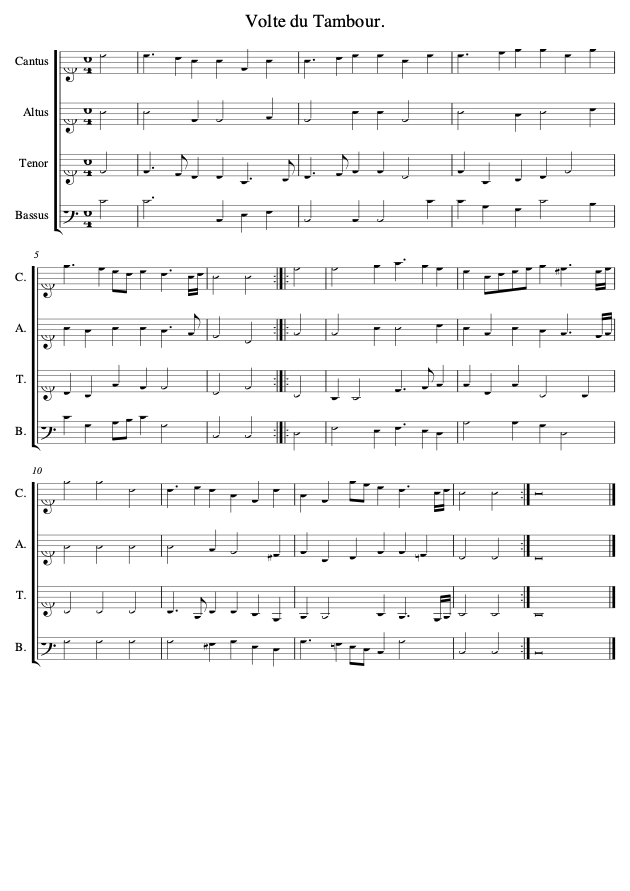 Volte du Tambour.
Cantus
Altus
Tenor
Bassus
5
C.
A.
T.
B.
10
C.
A.
T.
B.